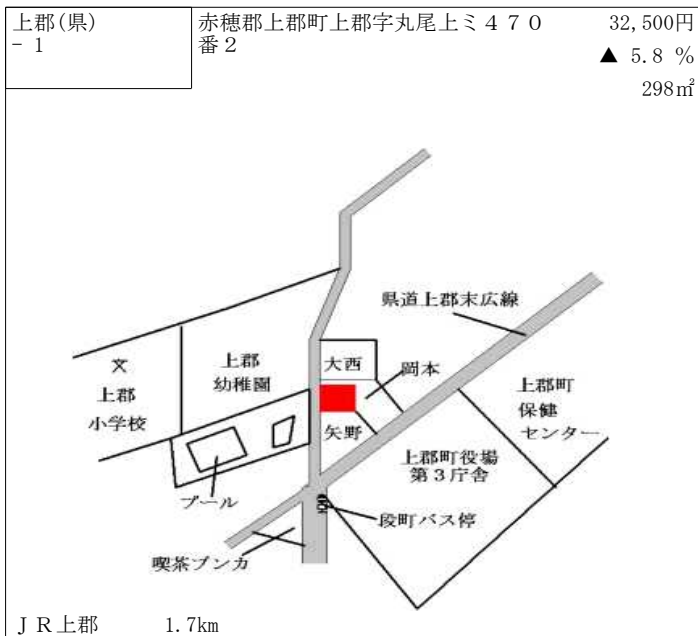 上郡(県)
- 1
赤穂郡上郡町上郡字丸尾上ミ４７０
番２
32,500円
▲ 5.8 %
298㎡
県道上郡末広線
文
上郡
小学校
上郡
幼稚園
大西
岡本
矢野
上郡町
保健
センター
上郡町役場
第３庁舎
プール
段町バス停
喫茶ブンカ
ＪＲ上郡 1.7km